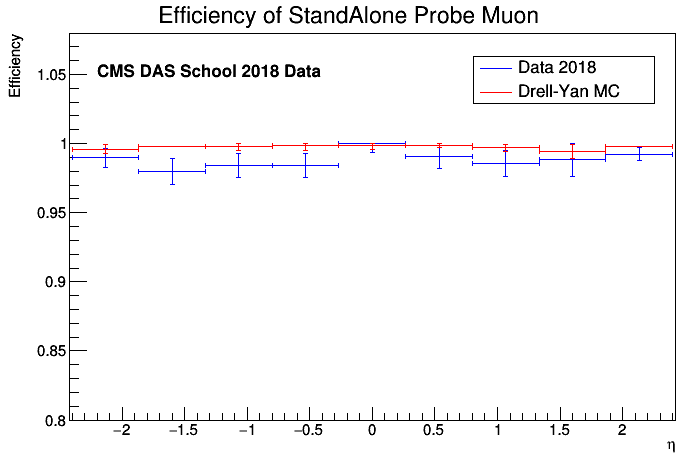 Efficiency of StandAlone Probe Muon
Efficiency
CMS DAS School 2018 Data
Data 2018
Drell-Yan MC
1.05
1
0.95
0.9
0.85
0.8
−2 −1.5 −1 −0.5 0 0.5 1 1.5 2
η